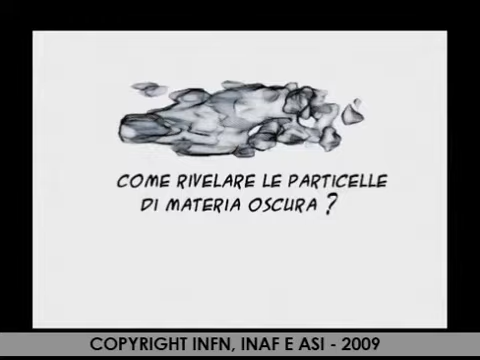 COME RIVELARE LE PARTICELLE
DI MATERIA OSCURA ?
COPYRIGHT INFN, INAF E ASI - 2009